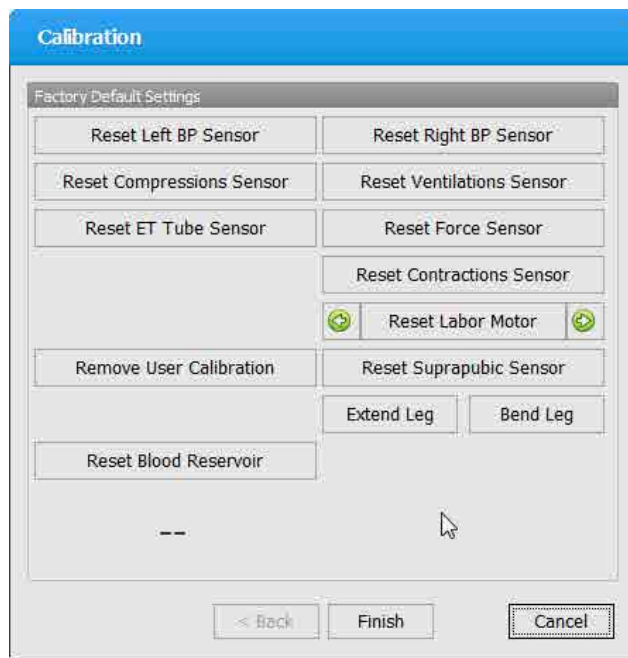 Calibration
Factory Default Settings
Reset Left BP Sensor
Reset Right BP Sensor
Reset Compressions Sensor
Reset Ventilations Sensor
Reset ET Tube Sensor
Reset Force Sensor
Reset Contractions Sensor
Reset Labor Motor
Remove User Calibration
Reset Suprapubic Sensor
Extend Leg
Bend Leg
Reset Blood Reservoir
--
< Back
Finish
Cancel